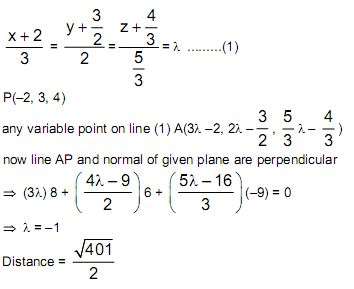 (x + 2)/3 = (y + 3/2)/2 = (z + 4/3)/(5/3) = λ .........(1)
P(–2, 3, 4)
any variable point on line (1) A(3λ –2, 2λ – 3/2 , 5/3 λ – 4/3 )
now line AP and normal of given plane are perpendicular
⇒ (3λ) 8 + ((4λ – 9)/2) 6 + ((5λ – 16)/3) (–9) = 0
⇒ λ = –1
Distance = √401/2